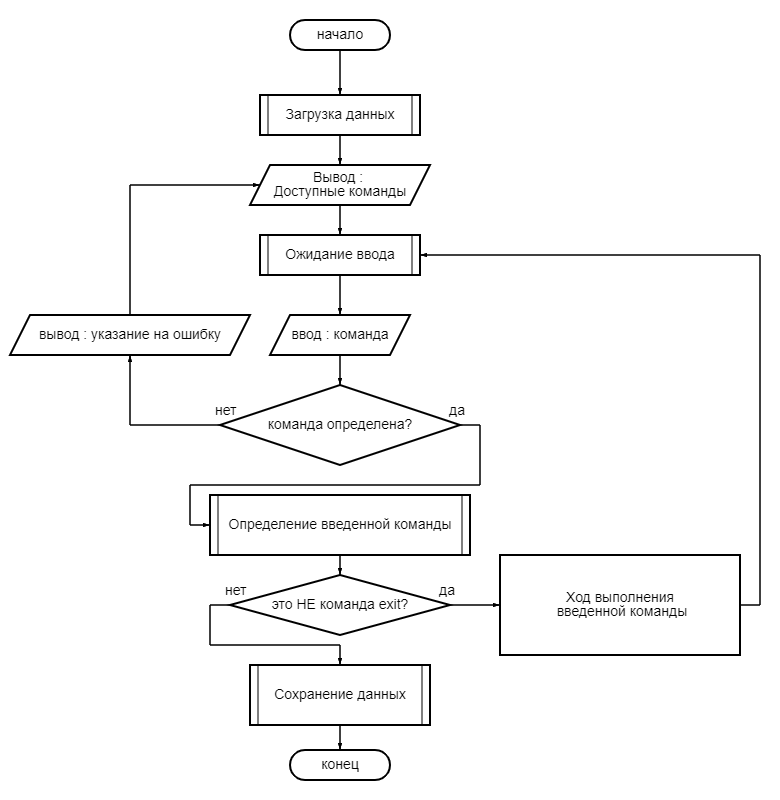 начало
Загрузка данных
Вывод :
Доступные команды
Ожидание ввода
вывод : указание на ошибку
ввод : команда
нет
да
команда определена?
Определение введенной команды
нет
да
это НЕ команда exit?
Ход выполнения
введенной команды
Сохранение данных
конец